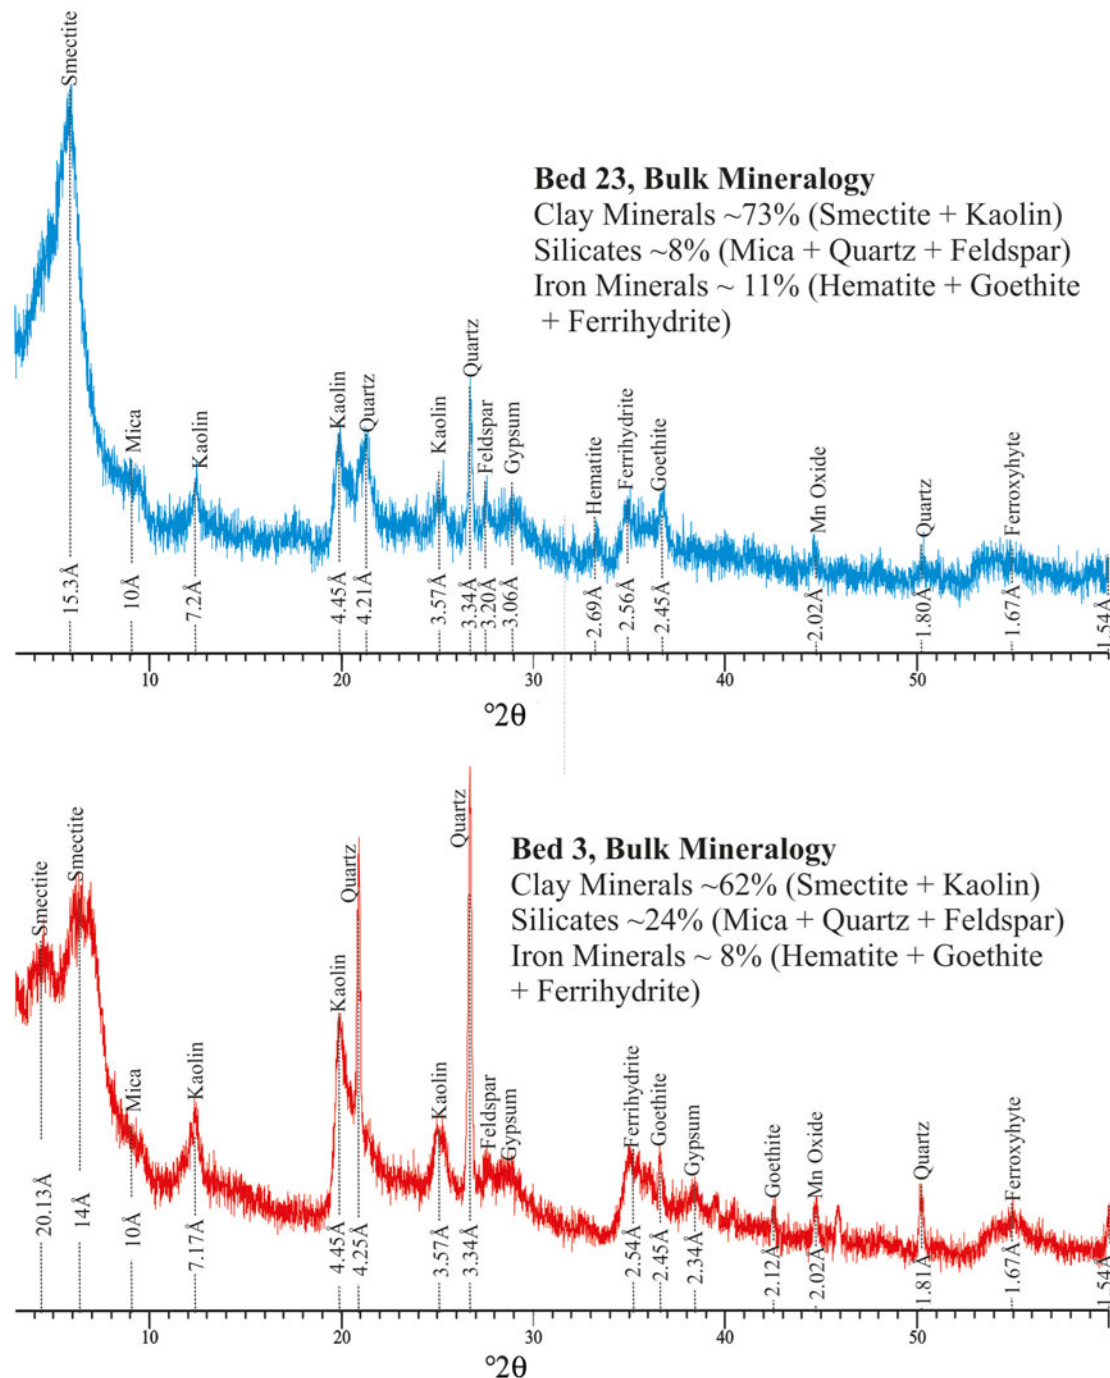 Smectite
Mica
Kaolin
Kaolin
Quartz
Kaolin
Quartz
Feldspar
Gypsum
Hematite
Ferrihydrite
Goethite
Mn Oxide
Quartz
Ferroxyhyte
Bed 23, Bulk Mineralogy
Clay Minerals ~73% (Smectite + Kaolin)
Silicates ~8% (Mica + Quartz + Feldspar)
Iron Minerals ~ 11% (Hematite + Goethite
+ Ferrihydrite)
15.3Å
10Å
7.2Å
4.45Å
4.21Å
3.57Å
3.34Å
3.20Å
3.06Å
2.69Å
2.56Å
2.45Å
2.02Å
1.80Å
1.67Å
1.54Å
10
20
30
40
50
°2θ
Smectite
Smectite
Mica
Kaolin
Kaolin
Quartz
Kaolin
Quartz
Feldspar
Gypsum
Ferrihydrite
Goethite
Gypsum
Goethite
Mn Oxide
Quartz
Ferroxyhyte
Bed 3, Bulk Mineralogy
Clay Minerals ~62% (Smectite + Kaolin)
Silicates ~24% (Mica + Quartz + Feldspar)
Iron Minerals ~ 8% (Hematite + Goethite
+ Ferrihydrite)
20.13Å
14Å
10Å
7.17Å
4.45Å
4.25Å
3.57Å
3.34Å
2.54Å
2.45Å
2.34Å
2.12Å
2.02Å
1.81Å
1.67Å
1.54Å
10
20
30
40
50
°2θ